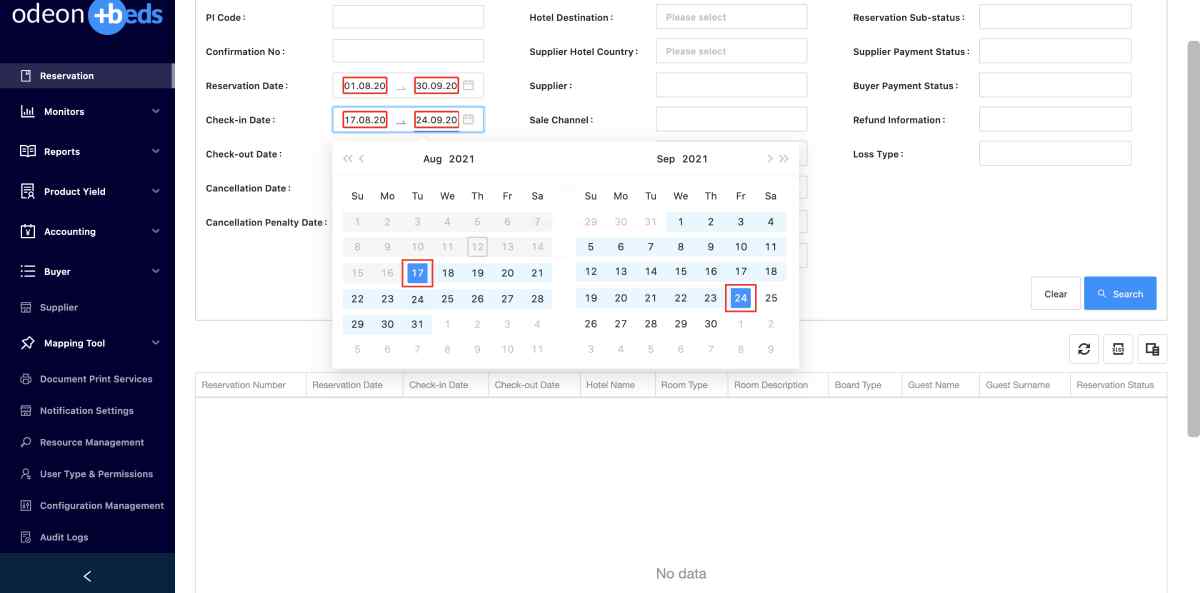 odeon +beds
Reservation
Monitors
Reports
Product Yield
Accounting
Buyer
Supplier
Mapping Tool
Document Print Services
Notification Settings
Resource Management
User Type & Permissions
Configuration Management
Audit Logs
PI Code :
Confirmation No :
Reservation Date : 01.08.20 30.09.20
Check-in Date : 17.08.20 24.09.20
Check-out Date :
Cancellation Date :
Cancellation Penalty Date :
Hotel Destination : Please select
Supplier Hotel Country : Please select
Supplier :
Sale Channel :
Reservation Sub-status :
Supplier Payment Status :
Buyer Payment Status :
Refund Information :
Loss Type :
Aug 2021
Su Mo Tu We Th Fr Sa
1 2 3 4 5 6 7
8 9 10 11 12 13 14
15 16 17 18 19 20 21
22 23 24 25 26 27 28
29 30 31 1 2 3 4
5 6 7 8 9 10 11
Sep 2021
Su Mo Tu We Th Fr Sa
29 30 31 1 2 3 4
5 6 7 8 9 10 11
12 13 14 15 16 17 18
19 20 21 22 23 24 25
26 27 28 29 30 1 2
3 4 5 6 7 8 9
Clear Search
Reservation Number Reservation Date Check-in Date Check-out Date Hotel Name Room Type Room Description Board Type Guest Name Guest Surname Reservation Status
No data